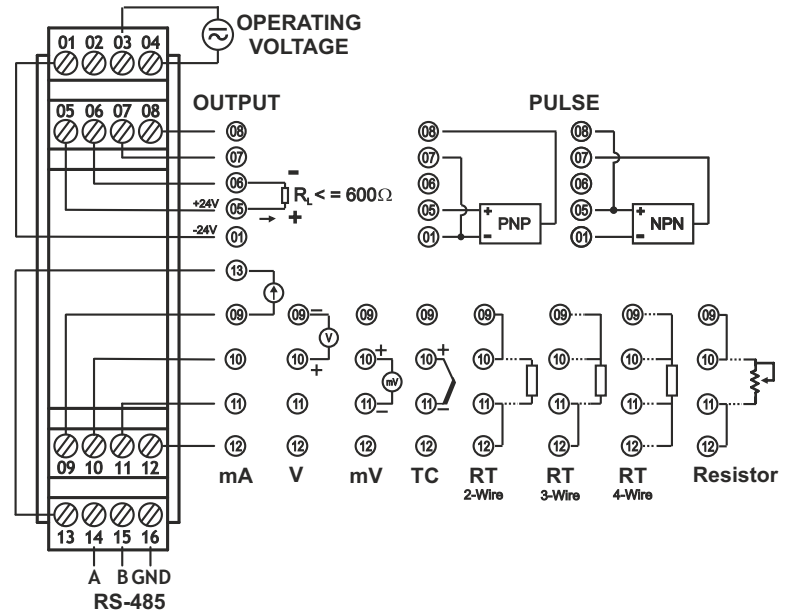 OPERATING
VOLTAGE
01 02 03 04
05 06 07 08
OUTPUT
08
07
06
+24V 05
-24V 01
-
R_L < = 600Ω
+
PULSE
08
07
06
05
01
+
-
PNP
08
07
06
05
01
+
-
NPN
13
09 09 09 09 09 09 09 09
10 10 10 10 10 10 10 10
11 11 11 11 11 11 11 11
12 12 12 12 12 12 12 12
-
V
+
+
mV
-
+
-
09 10 11 12
mA V mV TC RT RT RT Resistor
2-Wire 3-Wire 4-Wire
13 14 15 16
A B GND
RS-485